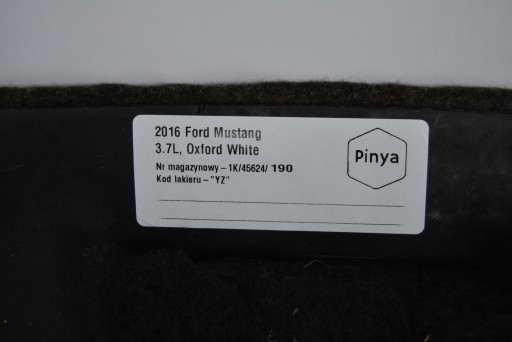 2016 Ford Mustang
3.7L, Oxford White
Nr magazynowy – 1K/45624/ 190
Kod lakieru – "YZ"
Pinya